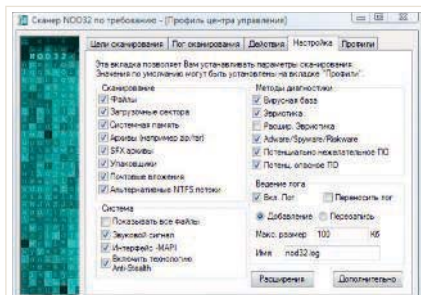 Сканер NOD32 по требованию - [Профиль центра управления]
Цели сканирования Лог сканирования Действия Настройка Профили
Эта вкладка позволяет Вам устанавливать параметры сканирования.
Значения по умолчанию могут быть установлены на вкладке "Профили".
Сканирование
Файлы
Загрузочные сектора
Системная память
Архивы (например zip/rar)
SFX архивы
Упаковщики
Почтовые вложения
Альтернативные NTFS потоки
Система
Показывать все файлы
Звуковой сигнал
Интерфейс -MAPI
Включить технологию
Anti-Stealth
Методы диагностики
Вирусная база
Эвристика
Расшир. Эвристика
Adware/Spyware/Riskware
Потенциально нежелательное ПО
Потенц. опасное ПО
Ведение лога
Вкл. Лог Переносить лог
Добавление Перезапись
Макс. размер 100 Кб
Имя nod32.log
Расширения Дополнительно
NOD32